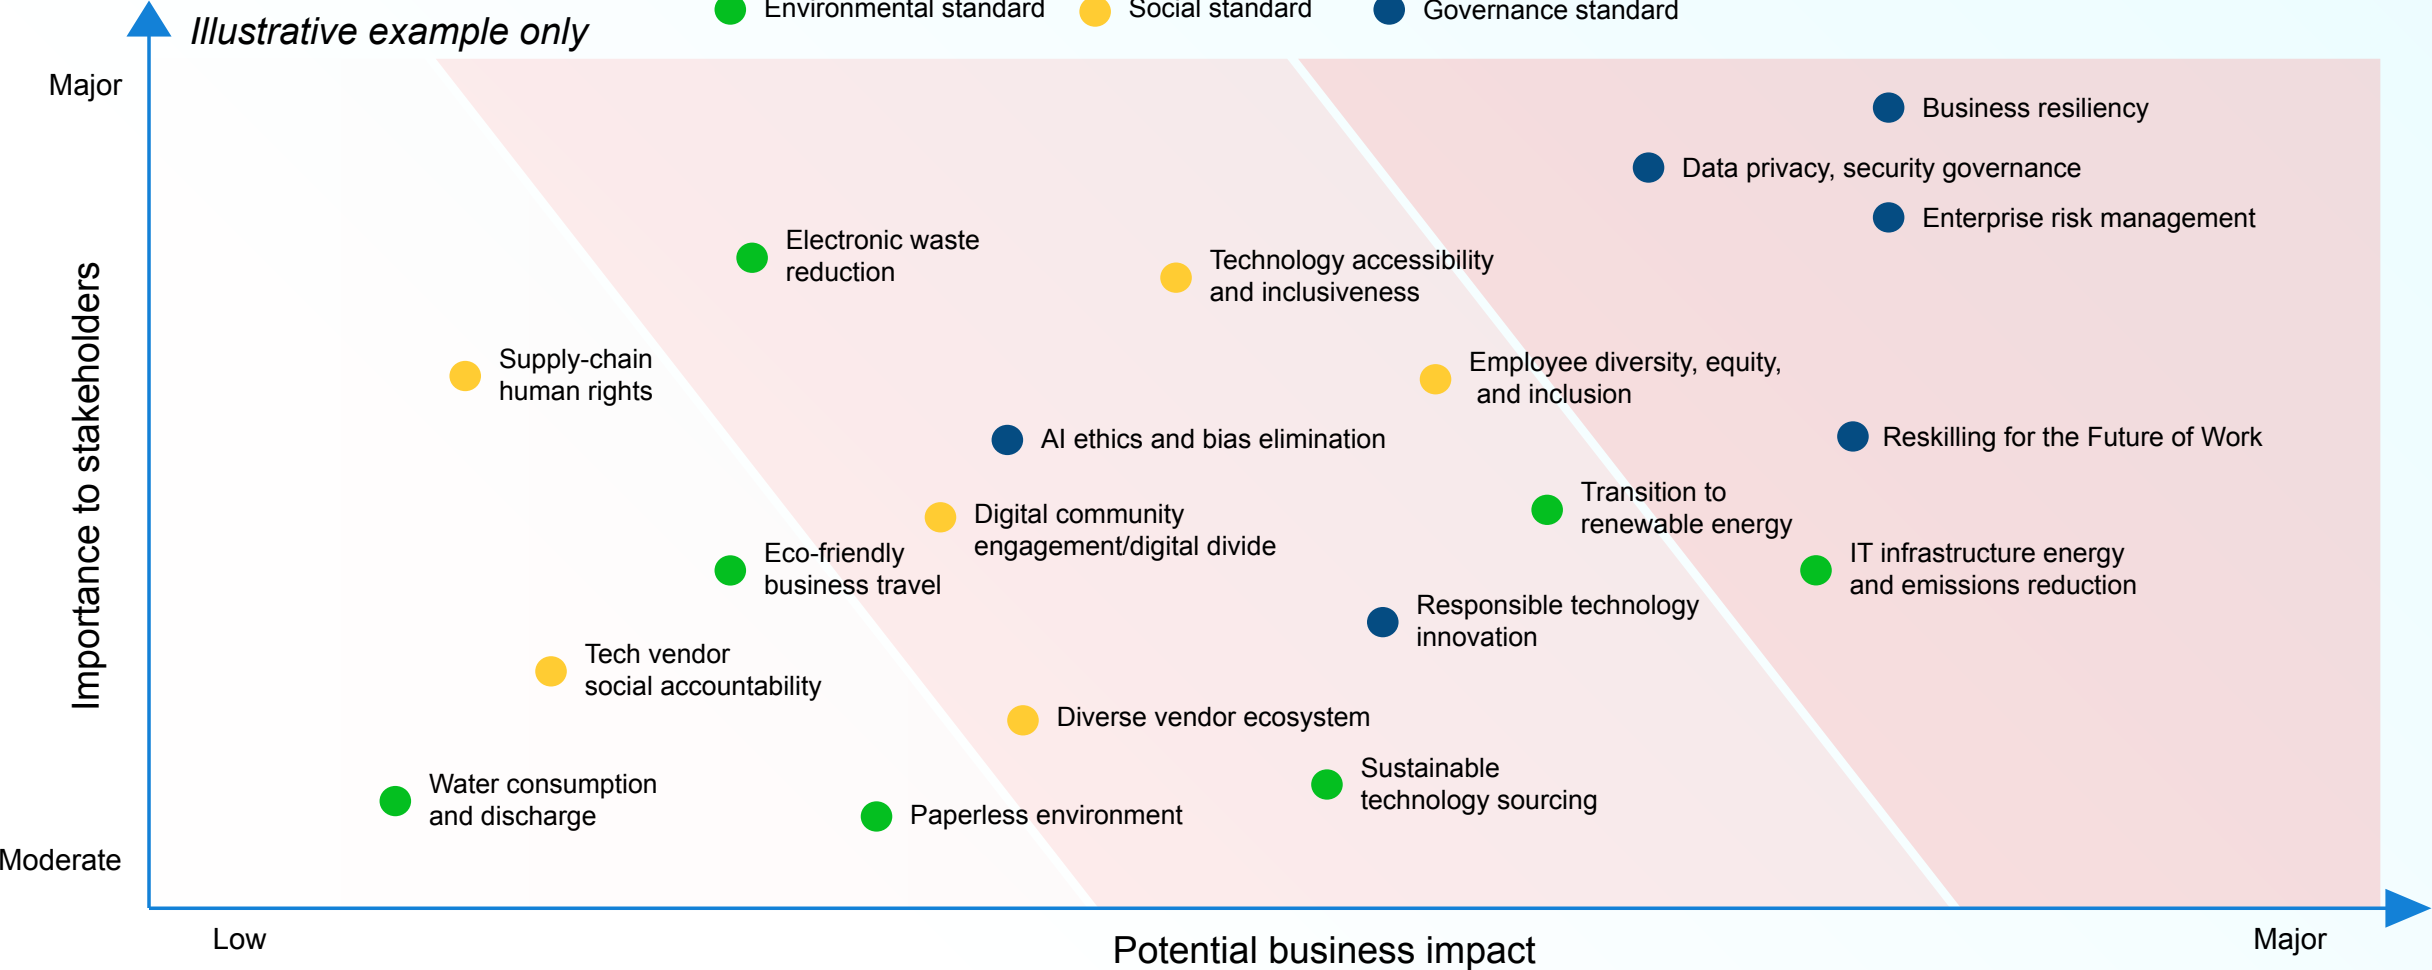 Illustrative example only
Environmental standard
Social standard
Governance standard
Major
Importance to stakeholders
Moderate
Business resiliency
Data privacy, security governance
Enterprise risk management
Electronic waste
reduction
Technology accessibility
and inclusiveness
Supply-chain
human rights
Employee diversity, equity,
and inclusion
AI ethics and bias elimination
Reskilling for the Future of Work
Digital community
engagement/digital divide
Transition to
renewable energy
Eco-friendly
business travel
IT infrastructure energy
and emissions reduction
Responsible technology
innovation
Tech vendor
social accountability
Diverse vendor ecosystem
Water consumption
and discharge
Paperless environment
Sustainable
technology sourcing
Low
Potential business impact
Major